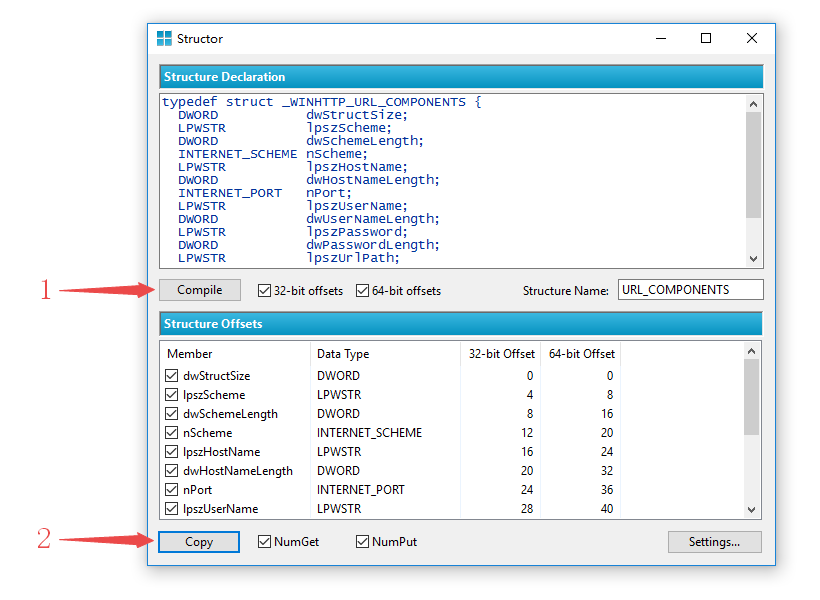 Structor
Structure Declaration
typedef struct _WINHTTP_URL_COMPONENTS {
DWORD dwStructSize;
LPWSTR lpszScheme;
DWORD dwSchemeLength;
INTERNET_SCHEME nScheme;
LPWSTR lpszHostName;
DWORD dwHostNameLength;
INTERNET_PORT nPort;
LPWSTR lpszUserName;
DWORD dwUserNameLength;
LPWSTR lpszPassword;
DWORD dwPasswordLength;
LPWSTR lpszUrlPath;
1 Compile 32-bit offsets 64-bit offsets Structure Name: URL_COMPONENTS
Structure Offsets
Member Data Type 32-bit Offset 64-bit Offset
dwStructSize DWORD 0 0
lpszScheme LPWSTR 4 8
dwSchemeLength DWORD 8 16
nScheme INTERNET_SCHEME 12 20
lpszHostName LPWSTR 16 24
dwHostNameLength DWORD 20 32
nPort INTERNET_PORT 24 36
lpszUserName LPWSTR 28 40
2 Copy NumGet NumPut Settings...